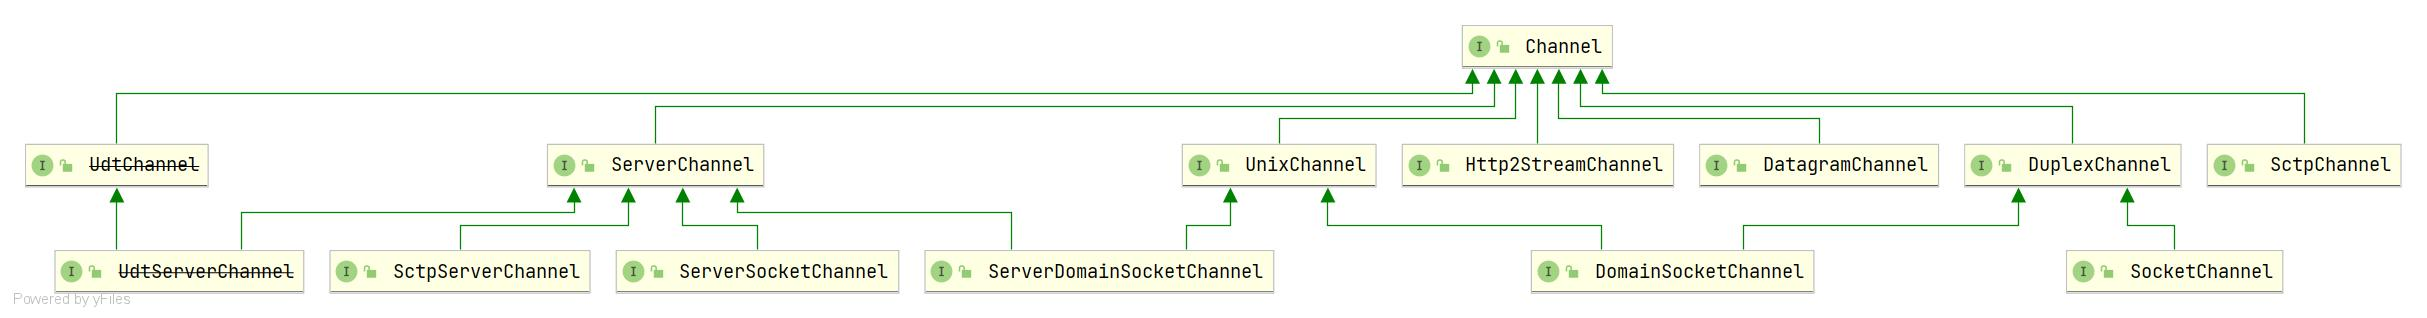 Channel
UdtChannel
ServerChannel
UnixChannel
Http2StreamChannel
DatagramChannel
DuplexChannel
SctpChannel
UdtServerChannel
SctpServerChannel
ServerSocketChannel
ServerDomainSocketChannel
DomainSocketChannel
SocketChannel
Powered by yFiles